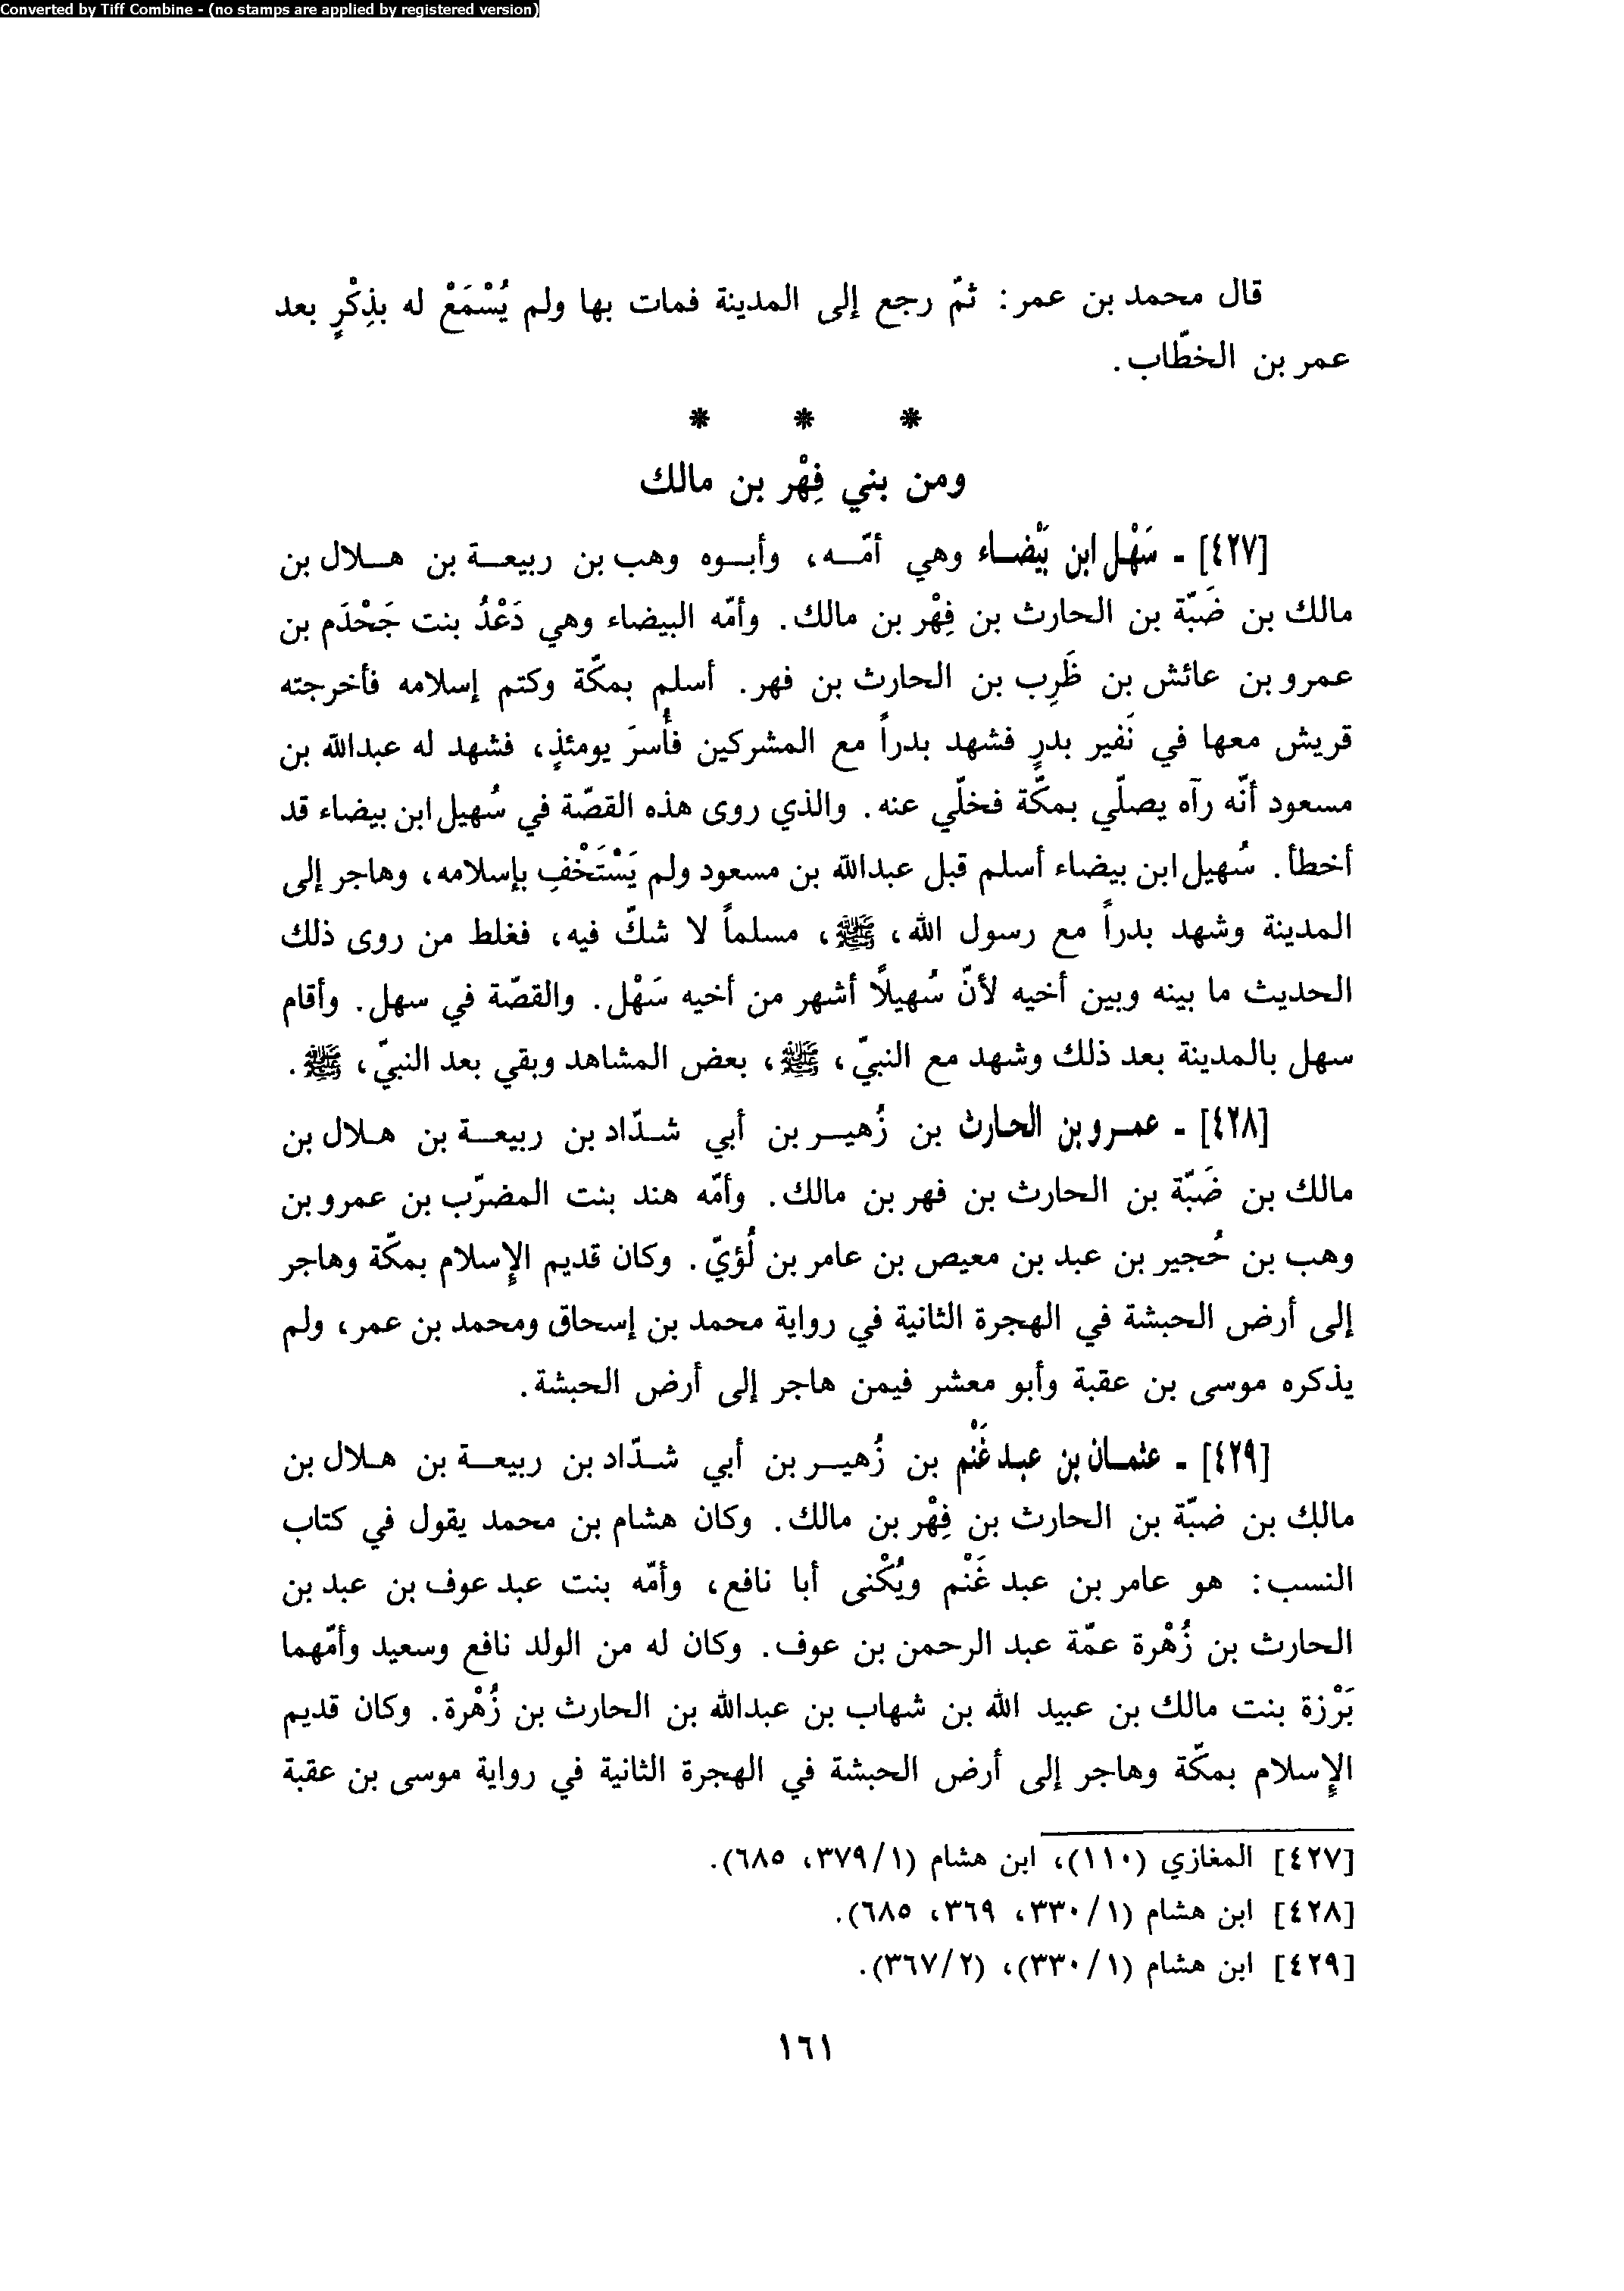 Converted by Tiff Combine - (no stamps are applied by registered version)
قال محمد بن عمر: ثمّ رجع إلى المدينة فمات بها ولم يُسْمَعْ له بذِكْرٍ بعد
عمر بن الخطّاب.
* * *
ومن بني فِهْر بن مالك
[٤٢٧] - سَهْل ابن بَيْضاء وهي أمّه، وأبوه وهب بن ربيعة بن هلال بن
مالك بن ضَبّة بن الحارث بن فِهْر بن مالك. وأمّه البيضاء وهي دَعْدُ بنت جَحْدَم بن
عمرو بن عائش بن ظَرِب بن الحارث بن فهر. أسلم بمكّة وكتم إسلامه فأخرجته
قريش معها في نَفير بدرٍ فشهد بدراً مع المشركين فأُسرَ يومئذٍ، فشهد له عبدالله بن
مسعود أنّه رآه يصلّي بمكّة فخلّي عنه. والذي روى هذه القصّة في سُهيل ابن بيضاء قد
أخطأ. سُهيل ابن بيضاء أسلم قبل عبدالله بن مسعود ولم يَسْتَخْفِ بإسلامه، وهاجر إلى
المدينة وشهد بدراً مع رسول الله، ﷺ، مسلماً لا شكّ فيه، فغلط من روى ذلك
الحديث ما بينه وبين أخيه لأنّ سُهيلاً أشهر من أخيه سَهْل. والقصّة في سهل. وأقام
سهل بالمدينة بعد ذلك وشهد مع النبيّ، ﷺ، بعض المشاهد وبقي بعد النبيّ، ﷺ.
[٤٢٨] - عمرو بن الحارث بن زُهير بن أبي شدّاد بن ربيعة بن هلال بن
مالك بن ضَبّة بن الحارث بن فهر بن مالك. وأمّه هند بنت المضرّب بن عمرو بن
وهب بن حُجير بن عبد بن معيص بن عامر بن لُؤيّ. وكان قديم الإسلام بمكّة وهاجر
إلى أرض الحبشة في الهجرة الثانية في رواية محمد بن إسحاق ومحمد بن عمر، ولم
يذكره موسى بن عقبة وأبو معشر فيمن هاجر إلى أرض الحبشة.
[٤٢٩] - عثمان بن عبد غَنْم بن زُهير بن أبي شدّاد بن ربيعة بن هلال بن
مالك بن ضبّة بن الحارث بن فِهْر بن مالك. وكان هشام بن محمد يقول في كتاب
النسب: هو عامر بن عبد غَنْم ويُكْنى أبا نافع، وأمّه بنت عبد عوف بن عبد بن
الحارث بن زُهْرة عمّة عبد الرحمن بن عوف. وكان له من الولد نافع وسعيد وأمّهما
بَرْزة بنت مالك بن عبيد الله بن شهاب بن عبدالله بن الحارث بن زُهْرة. وكان قديم
الإسلام بمكّة وهاجر إلى أرض الحبشة في الهجرة الثانية في رواية موسى بن عقبة
[٤٢٧] المغازي (١١٠)، ابن هشام (٣٧٩/١، ٦٨٥).
[٤٢٨] ابن هشام (٣٣٠/١، ٣٦٩، ٦٨٥).
[٤٢٩] ابن هشام (٣٣٠/١)، (٣٦٧/٢).
١٦١